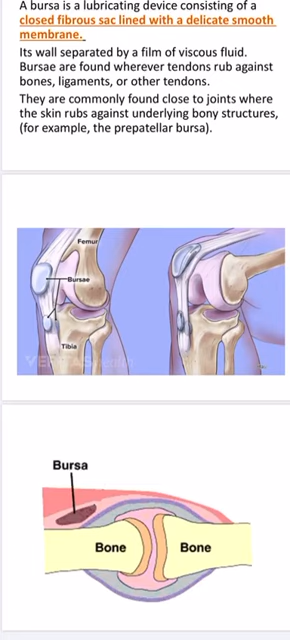 A bursa is a lubricating device consisting of a
closed fibrous sac lined with a delicate smooth
membrane.
Its wall separated by a film of viscous fluid.
Bursae are found wherever tendons rub against
bones, ligaments, or other tendons.
They are commonly found close to joints where
the skin rubs against underlying bony structures,
(for example, the prepatellar bursa).
Femur
Bursae
Tibia
Bursa
Bone
Bone